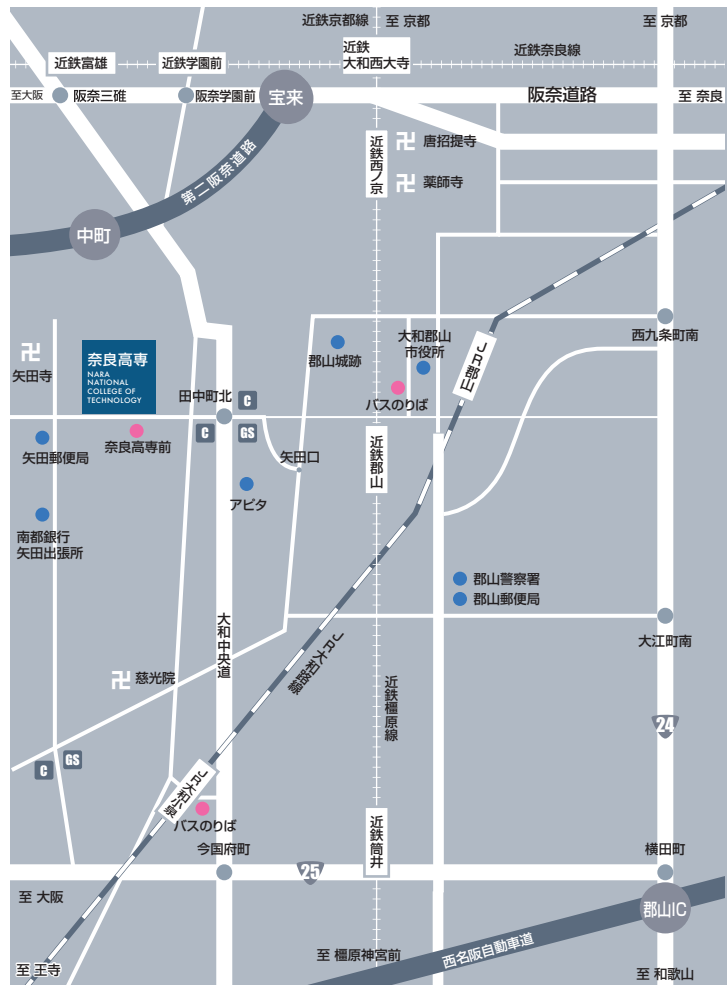 近鉄京都線
至 京都
至 京都
近鉄富雄
近鉄学園前
近鉄
大和西大寺
近鉄奈良線
至大阪
阪奈三碓
阪奈学園前
宝来
阪奈道路
至 奈良
近鉄西ノ京
唐招提寺
薬師寺
第二阪奈道路
中町
西九条町南
矢田寺
奈良高専
NARA
NATIONAL
COLLEGE OF
TECHNOLOGY
郡山城跡
大和郡山
市役所
JR郡山
バスのりば
田中町北
C
C
GS
矢田郵便局
奈良高専前
矢田口
近鉄郡山
アピタ
南都銀行
矢田出張所
郡山警察署
郡山郵便局
大和中央道
大江町南
JR大和路線
慈光院
近鉄橿原線
24
C
GS
JR大和小泉
バスのりば
近鉄筒井
今国府町
25
横田町
至 大阪
郡山IC
至 橿原神宮前
西名阪自動車道
至 王寺
至 和歌山